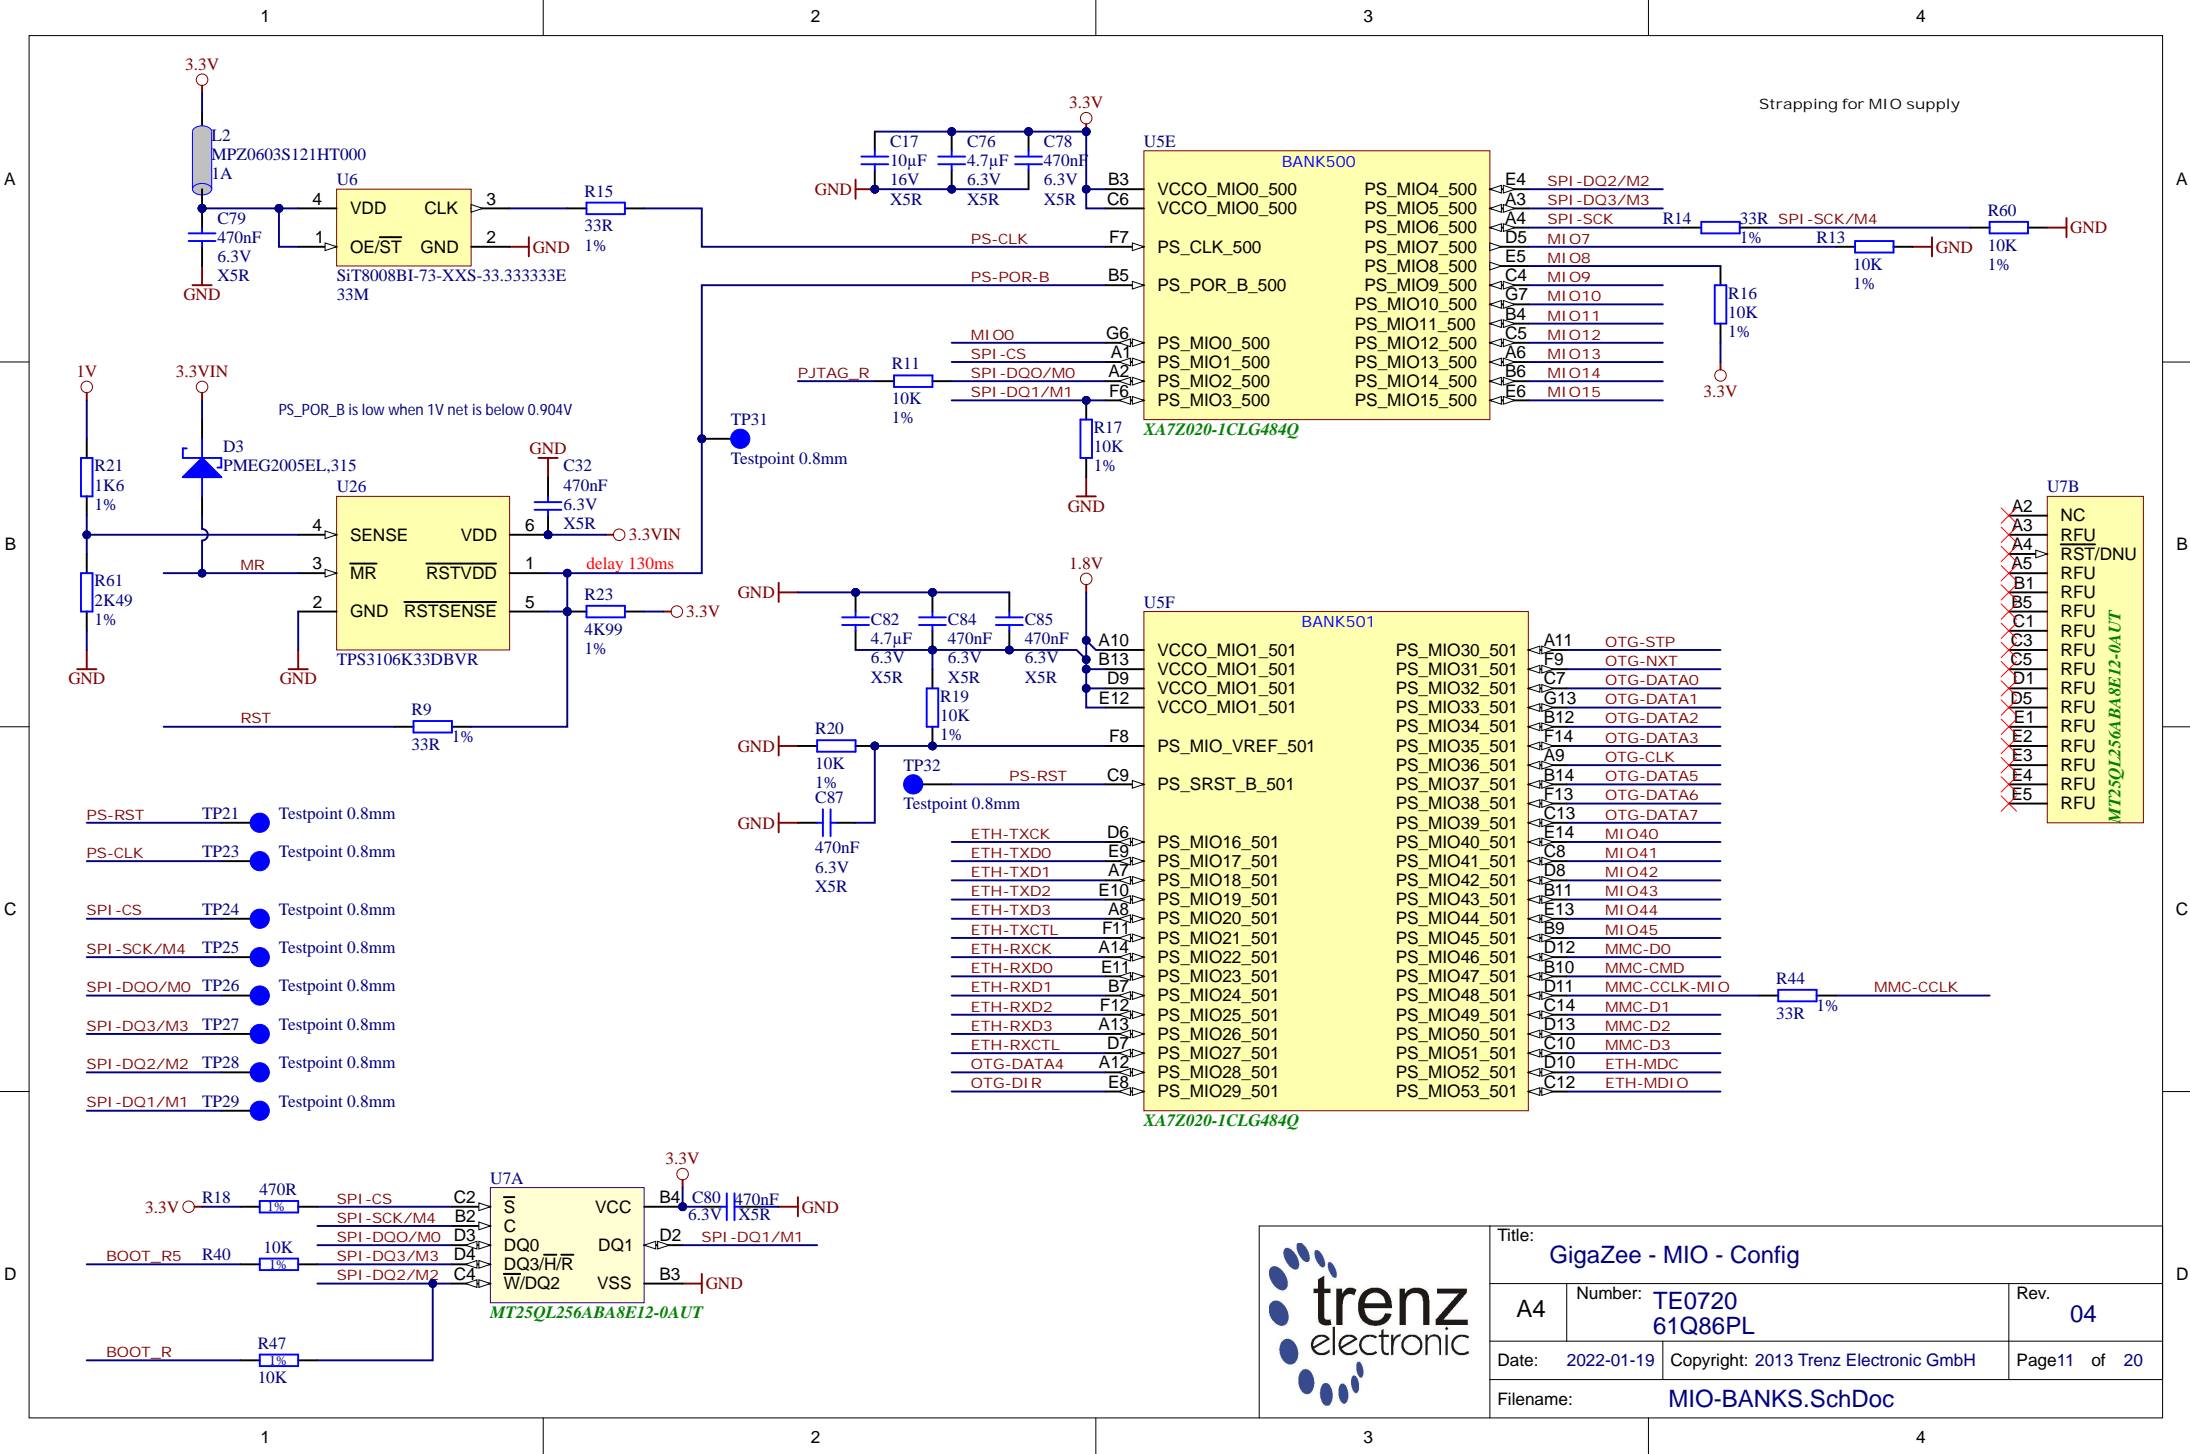 1
2
3
4
A
B
C
D
A
B
C
D
1
2
3
4
3.3V
L2
MPZ0603S121HT000
1A
C79
470nF
6.3V
X5R
GND
U6
4
VDD
CLK
3
1
OE/ST
GND
2
GND
SiT8008BI-73-XXS-33.333333E
33M
R15
33R
1%
PS-CLK
PS-POR-B
3.3V
C17
10µF
16V
X5R
C76
4.7µF
6.3V
X5R
C78
470nF
6.3V
X5R
GND
U5E
BANK500
B3
VCCO_MIO0_500
C6
VCCO_MIO0_500
F7
PS_CLK_500
B5
PS_POR_B_500
MIO0
G6
PS_MIO0_500
SPI-CS
A1
PS_MIO1_500
SPI-DQ0/M0
A2
PS_MIO2_500
SPI-DQ1/M1
F6
PS_MIO3_500
PS_MIO4_500
E4
SPI-DQ2/M2
PS_MIO5_500
A3
SPI-DQ3/M3
PS_MIO6_500
A4
SPI-SCK
PS_MIO7_500
D5
MIO7
PS_MIO8_500
E5
MIO8
PS_MIO9_500
C4
MIO9
PS_MIO10_500
G7
MIO10
PS_MIO11_500
B4
MIO11
PS_MIO12_500
C5
MIO12
PS_MIO13_500
A6
MIO13
PS_MIO14_500
B6
MIO14
PS_MIO15_500
E6
MIO15
XA7Z020-1CLG484Q
Strapping for MIO supply
R14
33R
1%
SPI-SCK/M4
R60
10K
1%
GND
R13
10K
1%
GND
R16
10K
1%
3.3V
PJTAG_R
R11
10K
1%
R17
10K
1%
GND
TP31
Testpoint 0.8mm
1V
3.3VIN
PS_POR_B is low when 1V net is below 0.904V
R21
1K6
1%
D3
PMEG2005EL,315
R61
2K49
1%
GND
MR
U26
4
SENSE
VDD
6
3
MR
RSTVDD
1
2
GND
RSTSENSE
5
TPS3106K33DBVR
GND
GND
C32
470nF
6.3V
X5R
3.3VIN
delay 130ms
R23
4K99
1%
3.3V
RST
R9
33R
1%
1.8V
GND
C82
4.7µF
6.3V
X5R
C84
470nF
6.3V
X5R
C85
470nF
6.3V
X5R
R19
10K
1%
GND
R20
10K
1%
TP32
Testpoint 0.8mm
PS-RST
GND
C87
470nF
6.3V
X5R
U5F
BANK501
A10
VCCO_MIO1_501
B13
VCCO_MIO1_501
D9
VCCO_MIO1_501
E12
VCCO_MIO1_501
F8
PS_MIO_VREF_501
C9
PS_SRST_B_501
ETH-TXCK
D6
PS_MIO16_501
ETH-TXD0
E9
PS_MIO17_501
ETH-TXD1
A7
PS_MIO18_501
ETH-TXD2
E10
PS_MIO19_501
ETH-TXD3
A8
PS_MIO20_501
ETH-TXCTL
F11
PS_MIO21_501
ETH-RXCK
A14
PS_MIO22_501
ETH-RXD0
E11
PS_MIO23_501
ETH-RXD1
B7
PS_MIO24_501
ETH-RXD2
F12
PS_MIO25_501
ETH-RXD3
A13
PS_MIO26_501
ETH-RXCTL
D7
PS_MIO27_501
OTG-DATA4
A12
PS_MIO28_501
OTG-DIR
E8
PS_MIO29_501
PS_MIO30_501
A11
OTG-STP
PS_MIO31_501
F9
OTG-NXT
PS_MIO32_501
C7
OTG-DATA0
PS_MIO33_501
G13
OTG-DATA1
PS_MIO34_501
B12
OTG-DATA2
PS_MIO35_501
F14
OTG-DATA3
PS_MIO36_501
A9
OTG-CLK
PS_MIO37_501
B14
OTG-DATA5
PS_MIO38_501
F13
OTG-DATA6
PS_MIO39_501
C13
OTG-DATA7
PS_MIO40_501
E14
MIO40
PS_MIO41_501
C8
MIO41
PS_MIO42_501
D8
MIO42
PS_MIO43_501
B11
MIO43
PS_MIO44_501
E13
MIO44
PS_MIO45_501
B9
MIO45
PS_MIO46_501
D12
MMC-D0
PS_MIO47_501
B10
MMC-CMD
PS_MIO48_501
D11
MMC-CCLK-MIO
PS_MIO49_501
C14
MMC-D1
PS_MIO50_501
D13
MMC-D2
PS_MIO51_501
C10
MMC-D3
PS_MIO52_501
D10
ETH-MDC
PS_MIO53_501
C12
ETH-MDIO
XA7Z020-1CLG484Q
R44
33R
1%
MMC-CCLK
U7B
A2
NC
A3
RFU
A4
RST/DNU
A5
RFU
B1
RFU
B5
RFU
C1
RFU
C3
RFU
C5
RFU
D1
RFU
D5
RFU
E1
RFU
E2
RFU
E3
RFU
E4
RFU
E5
RFU
MT25QL256ABA8E12-0AUT
PS-RST TP21 Testpoint 0.8mm
PS-CLK TP23 Testpoint 0.8mm
SPI-CS TP24 Testpoint 0.8mm
SPI-SCK/M4 TP25 Testpoint 0.8mm
SPI-DQ0/M0 TP26 Testpoint 0.8mm
SPI-DQ3/M3 TP27 Testpoint 0.8mm
SPI-DQ2/M2 TP28 Testpoint 0.8mm
SPI-DQ1/M1 TP29 Testpoint 0.8mm
3.3V
R18
470R
1%
BOOT_R5
R40
10K
1%
BOOT_R
R47
1%
10K
U7A
SPI-CS
C2
S
SPI-SCK/M4
B2
C
SPI-DQ0/M0
D3
DQ0
SPI-DQ3/M3
D4
DQ3/H/R
SPI-DQ2/M2
C4
W/DQ2
VCC
B4
DQ1
D2
SPI-DQ1/M1
VSS
B3
GND
MT25QL256ABA8E12-0AUT
3.3V
C80
470nF
6.3V
X5R
GND
trenz
electronic
Title:
GigaZee - MIO - Config
A4
Number: TE0720
61Q86PL
Rev.
04
Date: 2022-01-19
Copyright: 2013 Trenz Electronic GmbH
Page11 of 20
Filename: MIO-BANKS.SchDoc